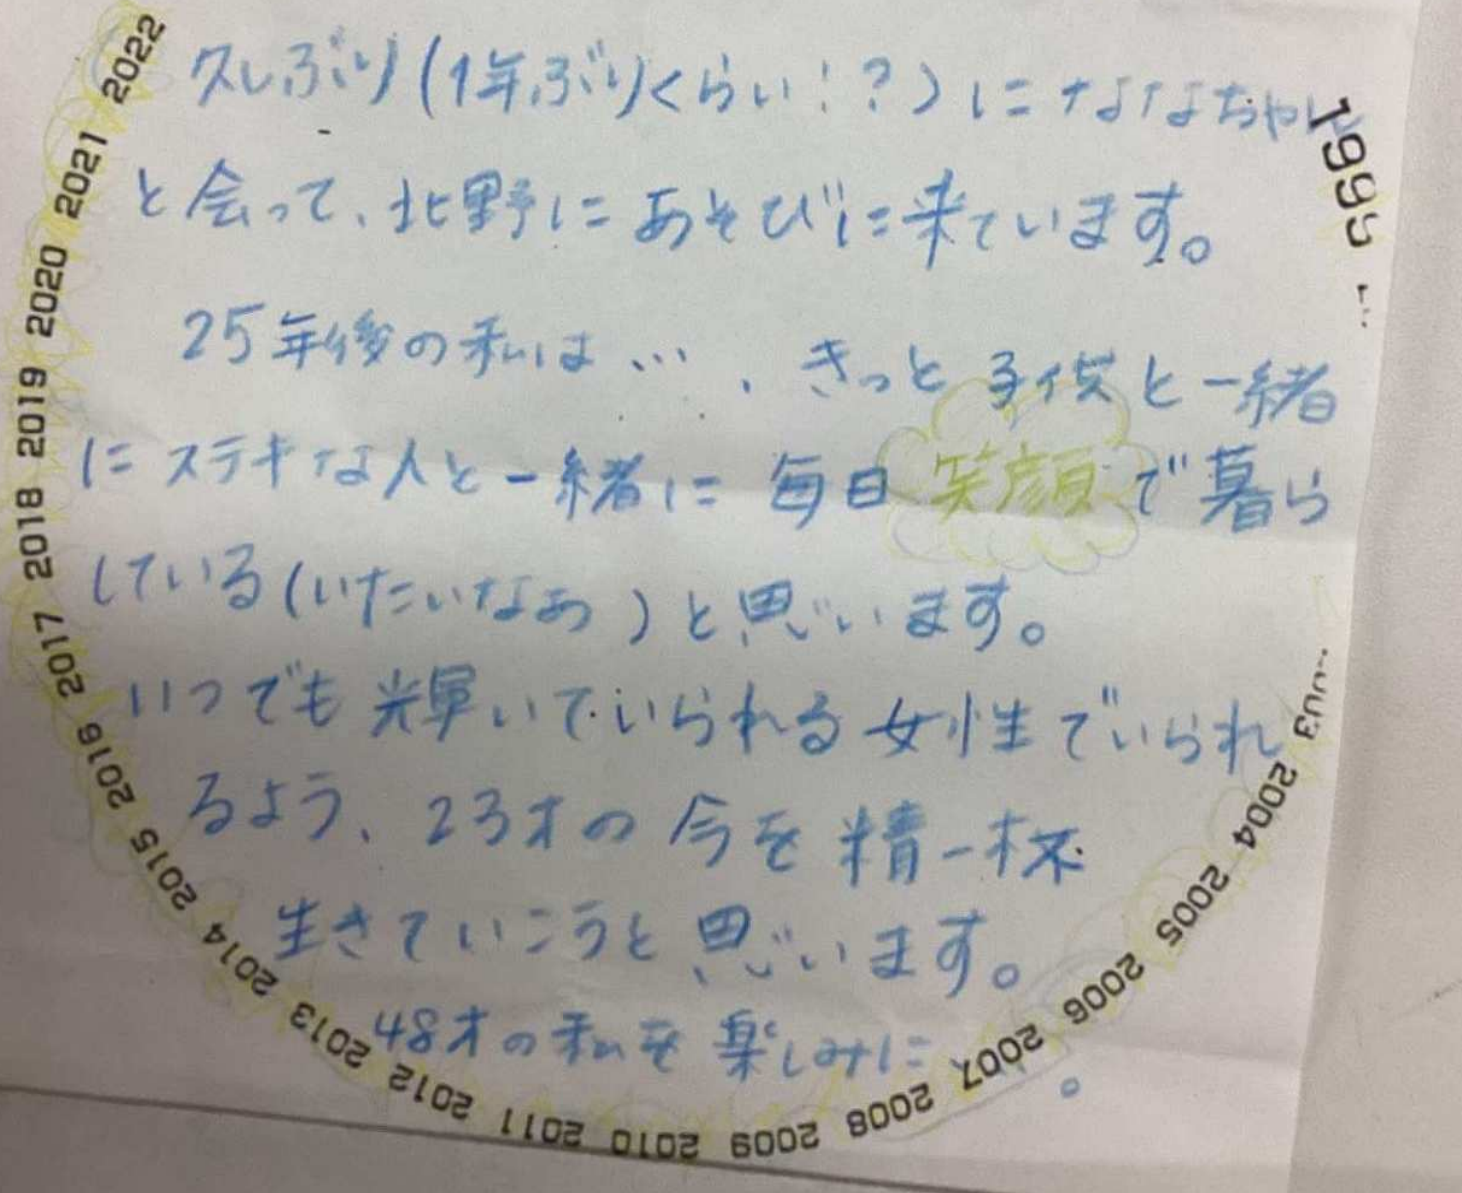 久しぶり(1年ぶりくらい!?)にななちゃん
と会って、北野にあそびに来ています。
25年後の私は…、きっと子供と一緒
にステキな人と一緒に毎日笑顔で暮ら
している(いたいなあ)と思います。
いつでも輝いていられる女性でいられ
るよう、23才の今を精一杯
生きていこうと思います。
48才の私を楽しみに
1999
2003 2004 2005 2006 2007 2008 2009 2010 2011 2012 2013 2014 2015 2016 2017 2018 2019 2020 2021 2022